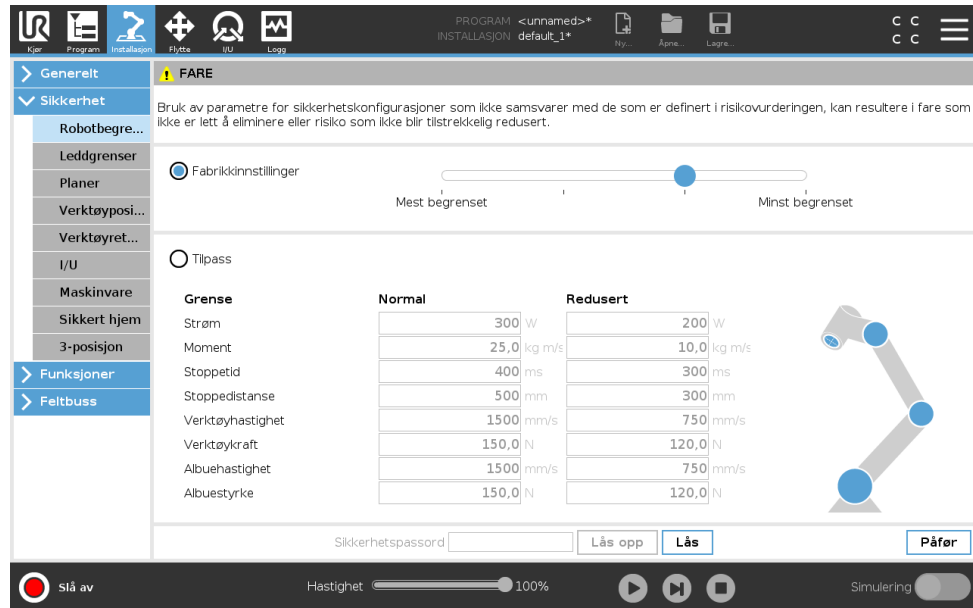 PROGRAM <unnamed>*
INSTALLASJON default_1*
UR
Kjør Program Installasjon Flytte I/U Logg
Ny... Åpne... Lagre...
C C
C C
Generelt
Sikkerhet
Robotbegre...
Leddgrenser
Planer
Verktøyposi...
Verktøyret...
I/U
Maskinvare
Sikkert hjem
3-posisjon
Funksjoner
Feltbuss
FARE
Bruk av parametre for sikkerhetskonfigurasjoner som ikke samsvarer med de som er definert i risikovurderingen, kan resultere i fare som
ikke er lett å eliminere eller risiko som ikke blir tilstrekkelig redusert.
Fabrikkinnstillinger
Mest begrenset Minst begrenset
Tilpass
Grense Normal Redusert
Strøm 300 W 200 W
Moment 25,0 kg m/s 10,0 kg m/s
Stoppetid 400 ms 300 ms
Stoppedistanse 500 mm 300 mm
Verktøyhastighet 1500 mm/s 750 mm/s
Verktøykraft 150,0 N 120,0 N
Albuehastighet 1500 mm/s 750 mm/s
Albuestyrke 150,0 N 120,0 N
Sikkerhetspassord Lås opp Lås Påfør
Slå av Hastighet 100% Simulering